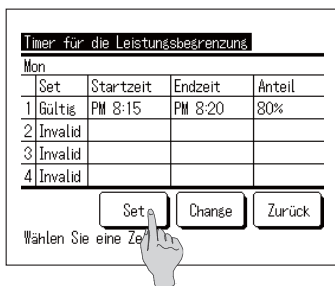 Timer für die Leistungsbegrenzung
Mon
Set Startzeit Endzeit Anteil
1 Gültig PM 8:15 PM 8:20 80%
2 Invalid
3 Invalid
4 Invalid
Set Change Zurück
Wählen Sie eine